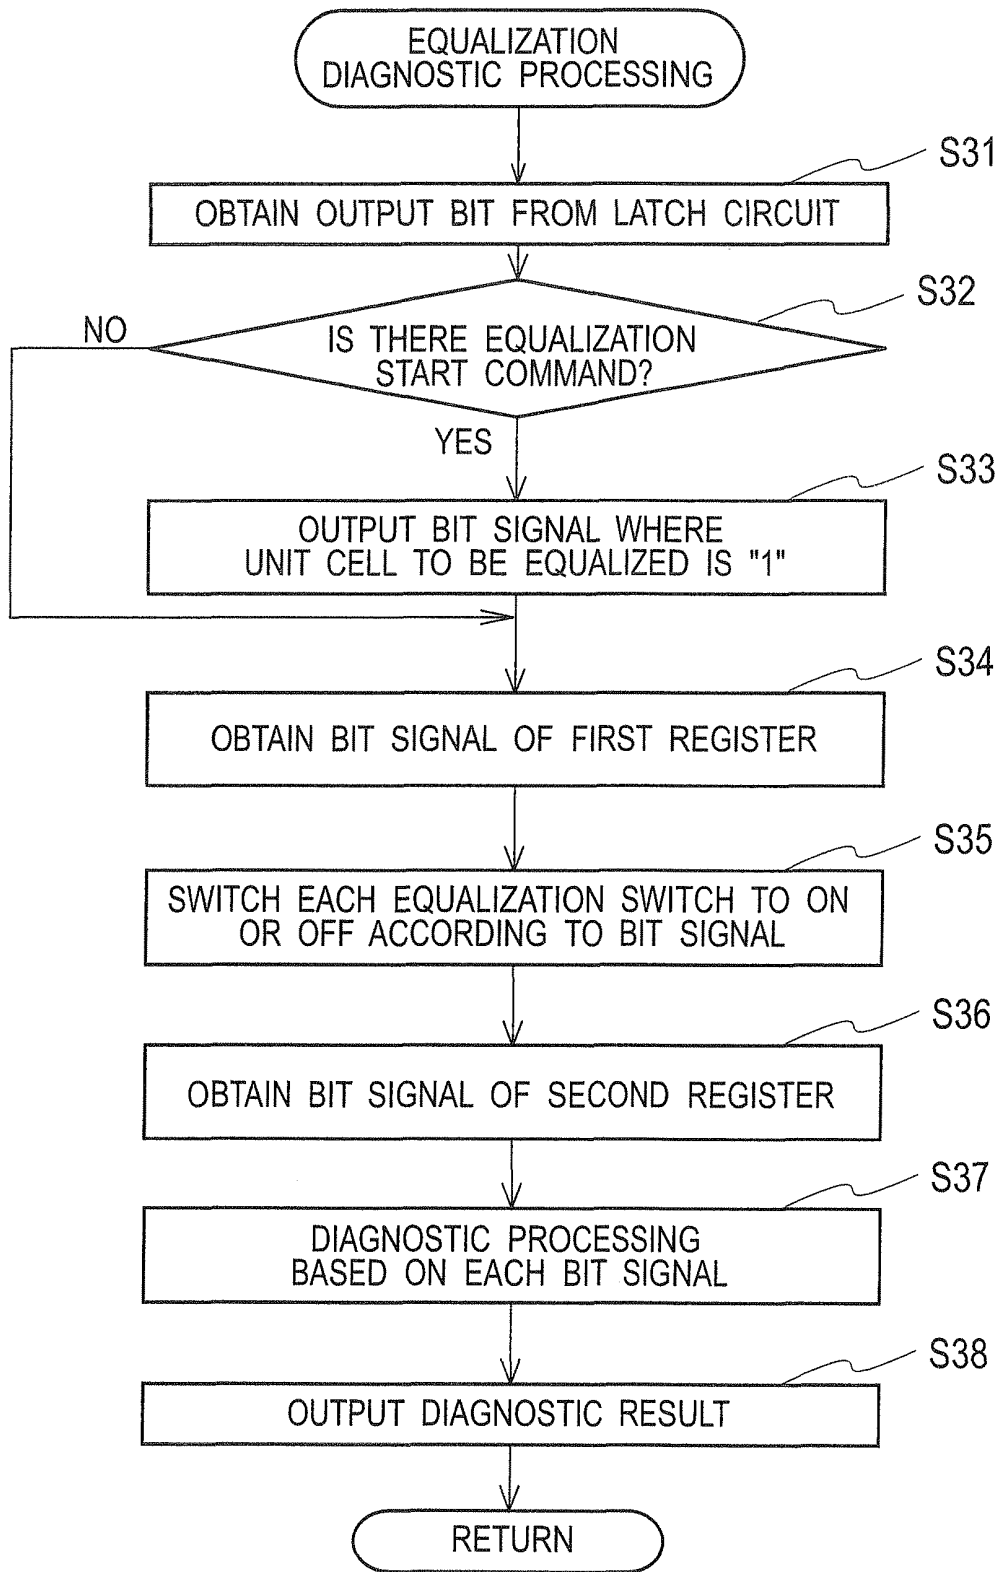 EQUALIZATION
DIAGNOSTIC PROCESSING
S31
OBTAIN OUTPUT BIT FROM LATCH CIRCUIT
S32
NO
IS THERE EQUALIZATION
START COMMAND?
YES
S33
OUTPUT BIT SIGNAL WHERE
UNIT CELL TO BE EQUALIZED IS "1"
S34
OBTAIN BIT SIGNAL OF FIRST REGISTER
S35
SWITCH EACH EQUALIZATION SWITCH TO ON
OR OFF ACCORDING TO BIT SIGNAL
S36
OBTAIN BIT SIGNAL OF SECOND REGISTER
S37
DIAGNOSTIC PROCESSING
BASED ON EACH BIT SIGNAL
S38
OUTPUT DIAGNOSTIC RESULT
RETURN